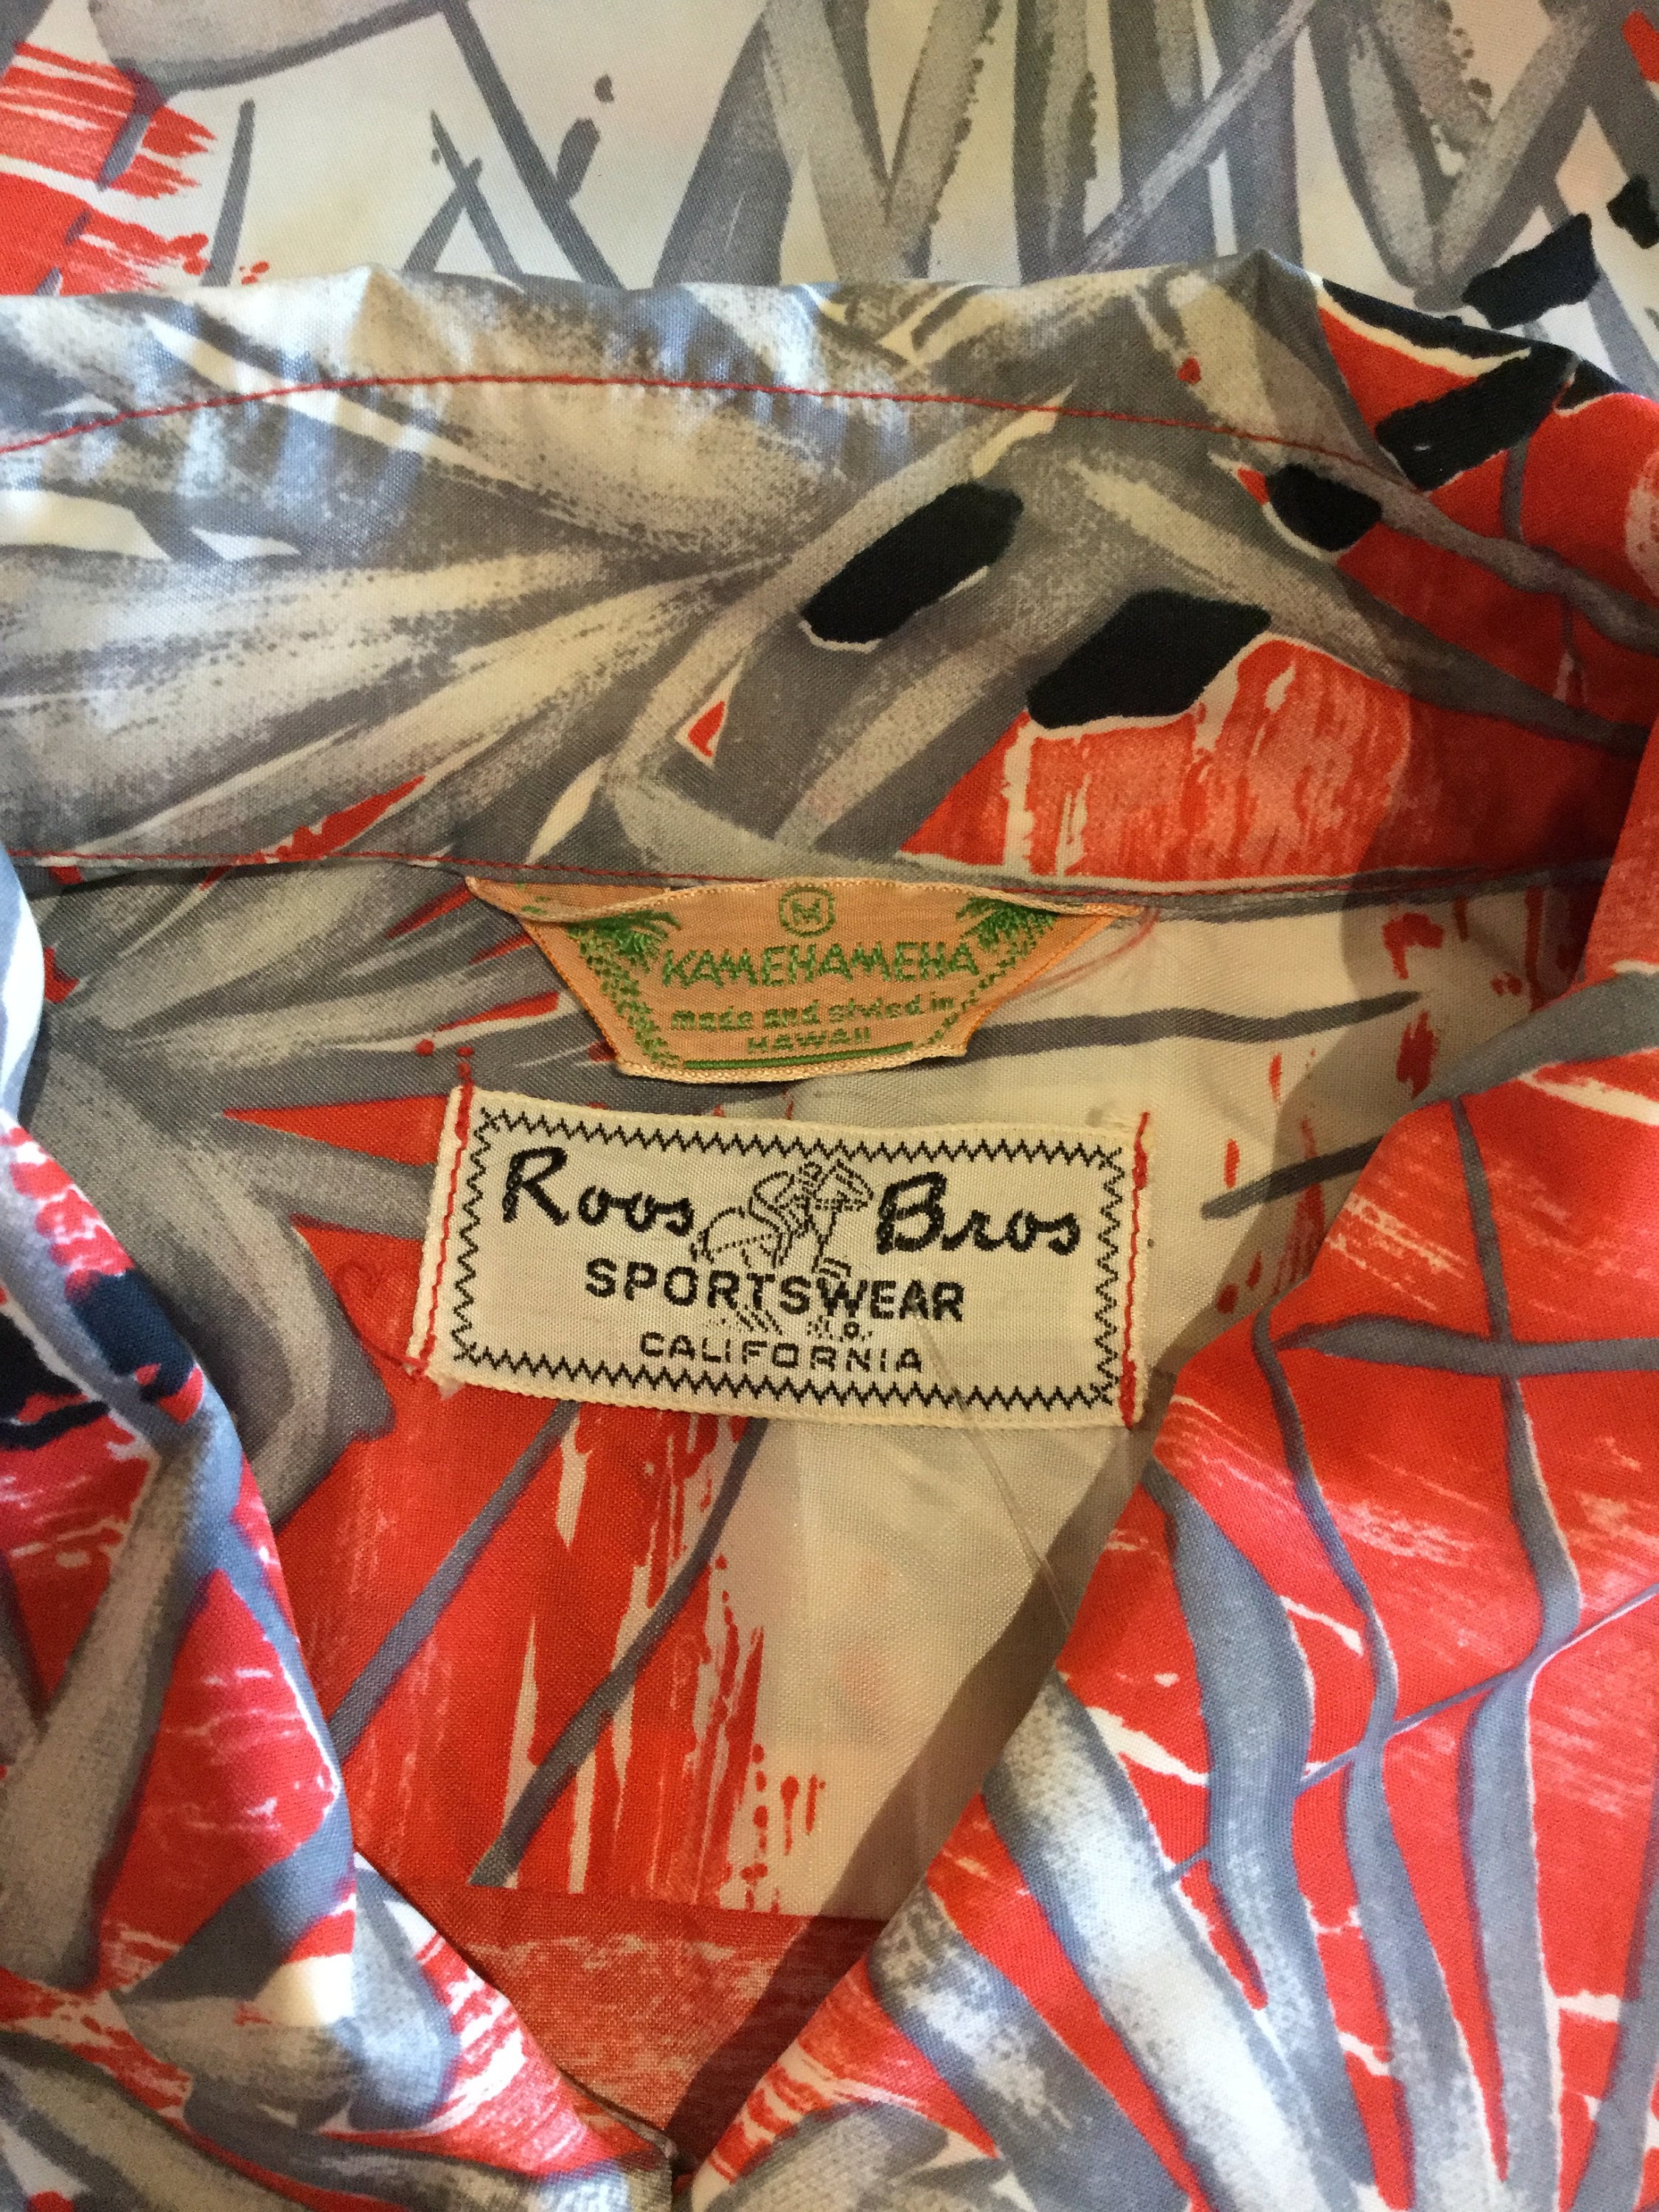 M
KAMEHAMEHA
made and styled in
HAWAII
Roos Bros
SPORTSWEAR
CALIFORNIA